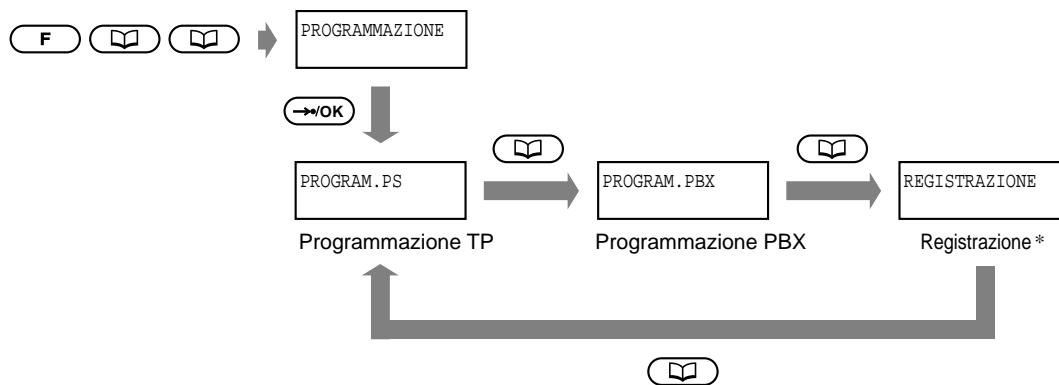 F
PROGRAMMAZIONE
/OK
PROGRAM.PS
PROGRAM.PBX
REGISTRAZIONE
Programmazione TP
Programmazione PBX
Registrazione *